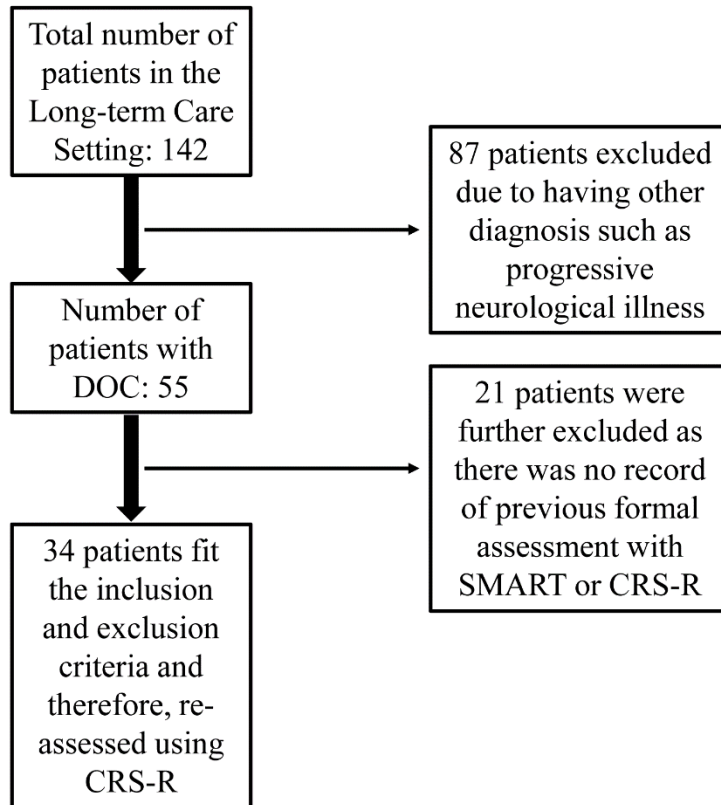 Total number of
patients in the
Long-term Care
Setting: 142
87 patients excluded
due to having other
diagnosis such as
progressive
neurological illness
Number of
patients with
DOC: 55
21 patients were
further excluded as
there was no record
of previous formal
assessment with
SMART or CRS-R
34 patients fit
the inclusion
and exclusion
criteria and
therefore, re-
assessed using
CRS-R